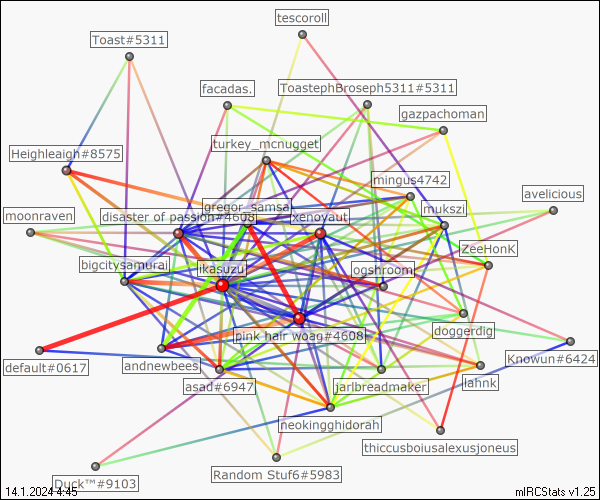 tescoroll
Toast#5311
facadas.
ToastephBroseph5311#5311
gazpachoman
turkey_mcnugget
Heighleaigh#8575
mingus4742
avelicious
gregor_samsa
mukszi
moonraven
disaster of passion#4608
xenoyaut
ZeeHonK
bigcitysamurai
ikasuzu
ogshroom
pink hair woag#4608
doggerdig
default#0617
andnewbees
Knowun#6424
asad#6947
jarlbreadmaker
lahnk
neokingghidorah
thiccusboiusalexusjoneus
Random Stuf6#5983
Duck™#9103
14.1.2024 4:45
mIRCStats v1.25